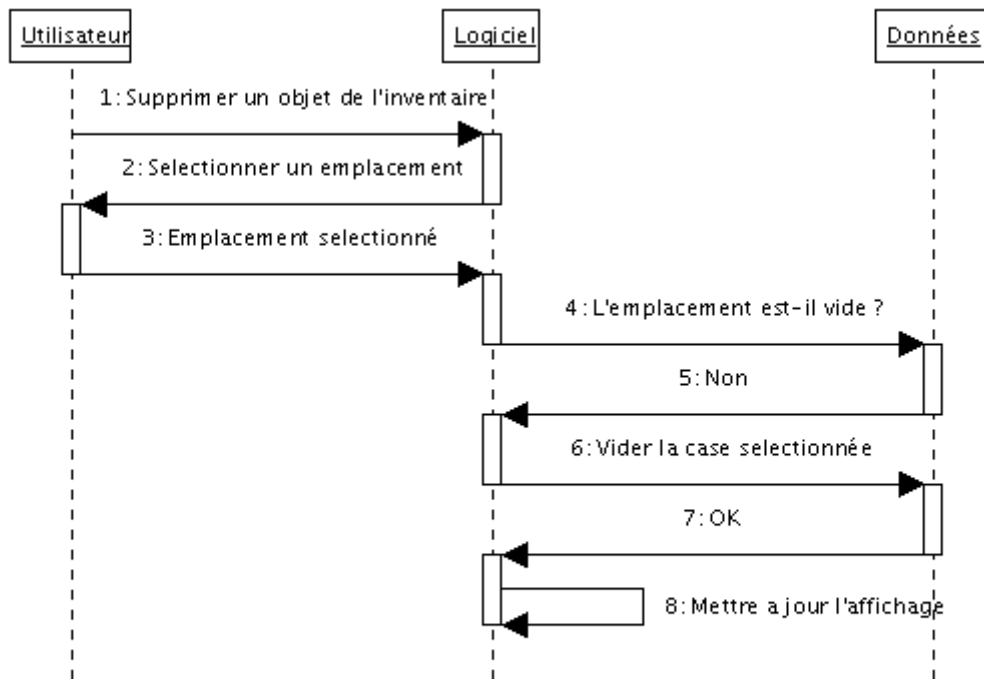 Utilisateur
Logiciel
Données
1: Supprimer un objet de l'inventaire
2: Selectionner un emplacement
3: Emplacement selectionné
4: L'emplacement est-il vide ?
5: Non
6: Vider la case selectionnée
7: OK
8: Mettre a jour l'affichage